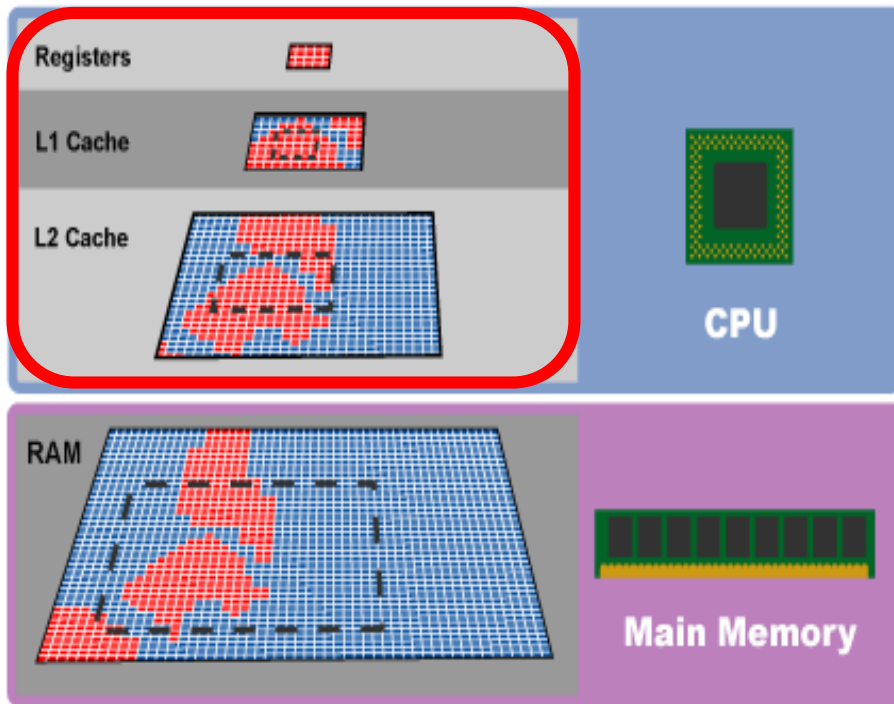 Registers
L1 Cache
L2 Cache
CPU
RAM
Main Memory